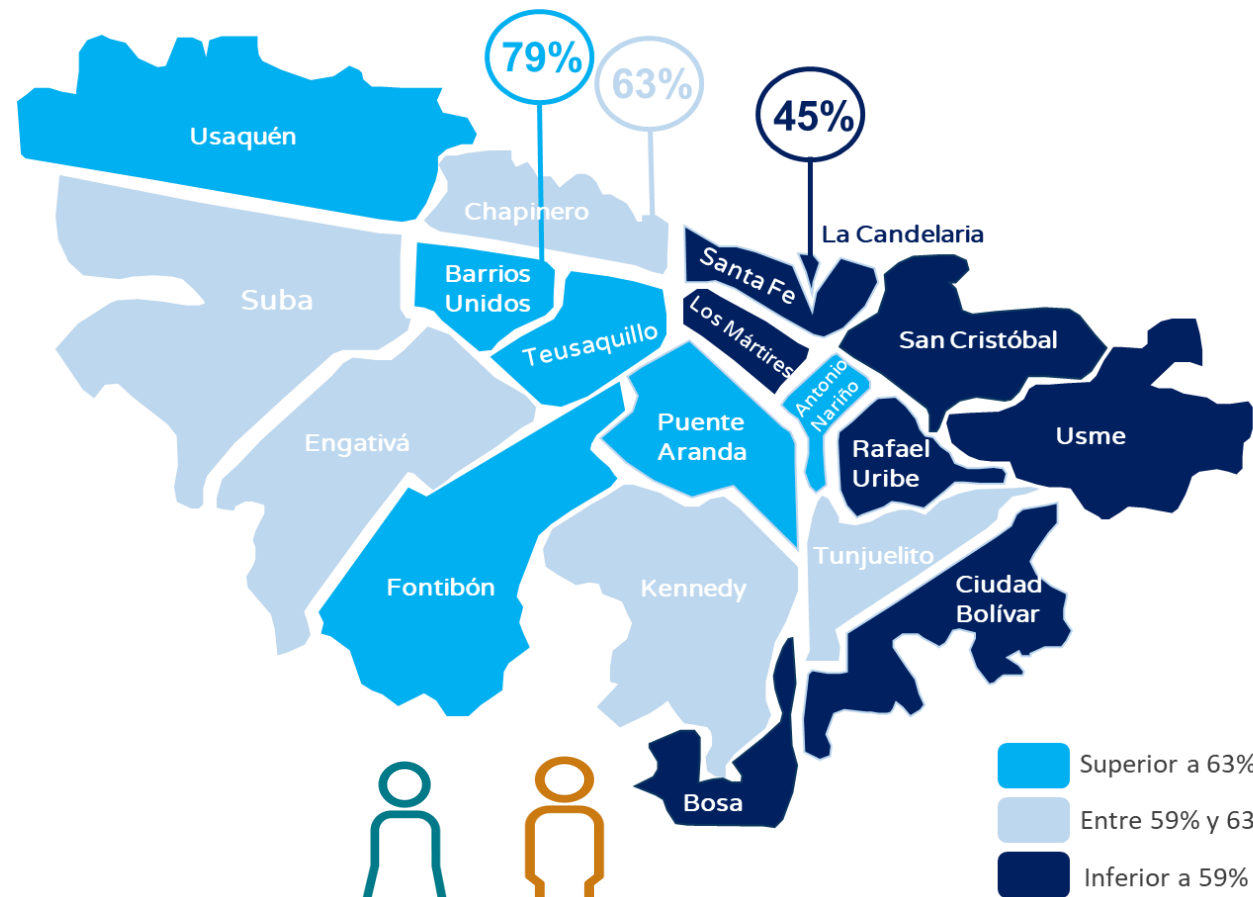 79%
63%
45%
Usaquén
Chapinero
La Candelaria
Santa Fe
Barrios
Unidos
Suba
Los Mártires
San Cristóbal
Teusaquillo
Antonio
Nariño
Puente
Aranda
Engativá
Rafael
Uribe
Usme
Tunjuelito
Fontibón
Kennedy
Ciudad
Bolívar
Bosa
Superior a 63%
Entre 59% y 63
Inferior a 59%